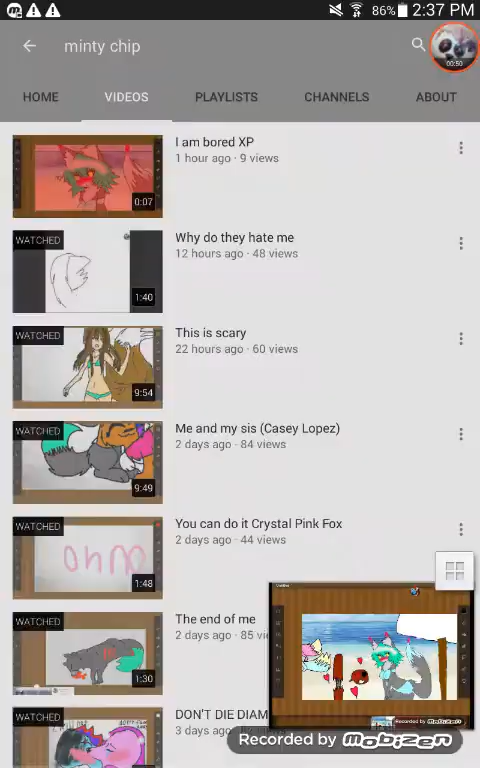 86% 2:37 PM
minty chip
00:50
HOME VIDEOS PLAYLISTS CHANNELS ABOUT
I am bored XP
1 hour ago · 9 views
0:07
WATCHED
Why do they hate me
12 hours ago · 48 views
1:40
WATCHED
This is scary
22 hours ago · 60 views
9:54
WATCHED
Me and my sis (Casey Lopez)
2 days ago · 84 views
9:49
WATCHED
You can do it Crystal Pink Fox
2 days ago · 44 views
1:48
WATCHED
The end of me
2 days ago · 85 vi
1:30
WATCHED
DON'T DIE DIAM
3 days ago
Recorded by Mobizen
Recorded by Mobizen